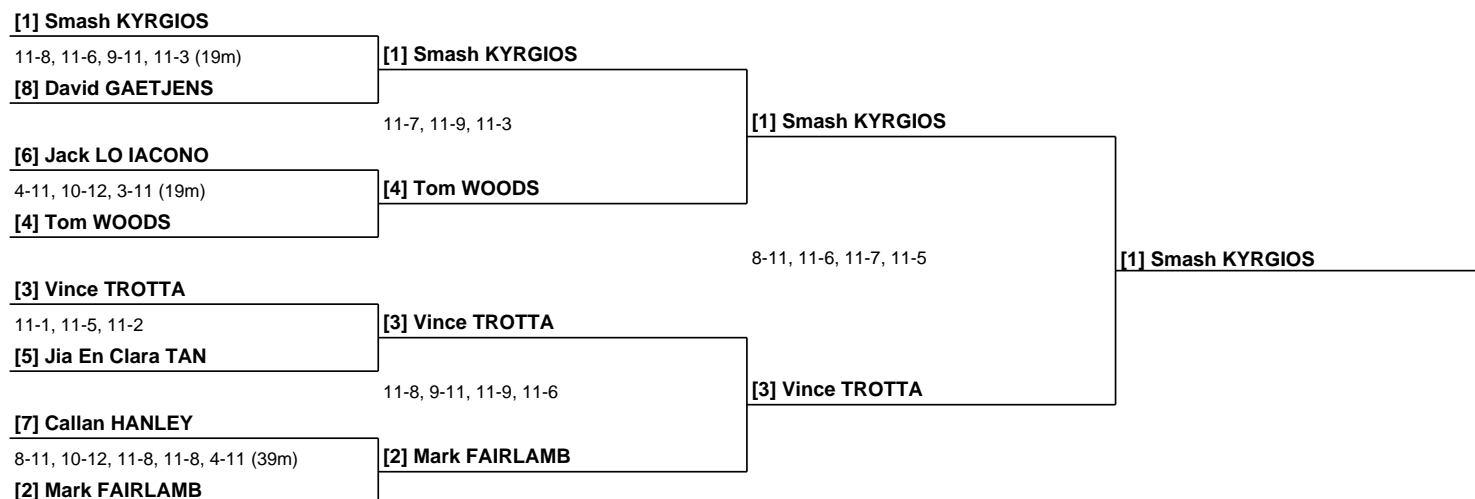 [1] Smash KYRGIOS
11-8, 11-6, 9-11, 11-3 (19m)
[8] David GAETJENS
[6] Jack LO IACONO
4-11, 10-12, 3-11 (19m)
[4] Tom WOODS
[3] Vince TROTTA
11-1, 11-5, 11-2
[5] Jia En Clara TAN
[7] Callan HANLEY
8-11, 10-12, 11-8, 11-8, 4-11 (39m)
[2] Mark FAIRLAMB
[1] Smash KYRGIOS
11-7, 11-9, 11-3
[4] Tom WOODS
[3] Vince TROTTA
11-8, 9-11, 11-9, 11-6
[2] Mark FAIRLAMB
[1] Smash KYRGIOS
8-11, 11-6, 11-7, 11-5
[3] Vince TROTTA
[1] Smash KYRGIOS